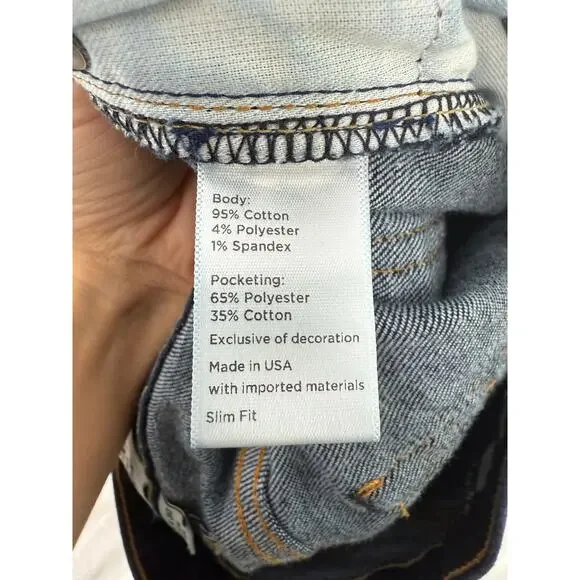 Body:
95% Cotton
4% Polyester
1% Spandex
Pocketing:
65% Polyester
35% Cotton
Exclusive of decoration
Made in USA
with imported materials
Slim Fit